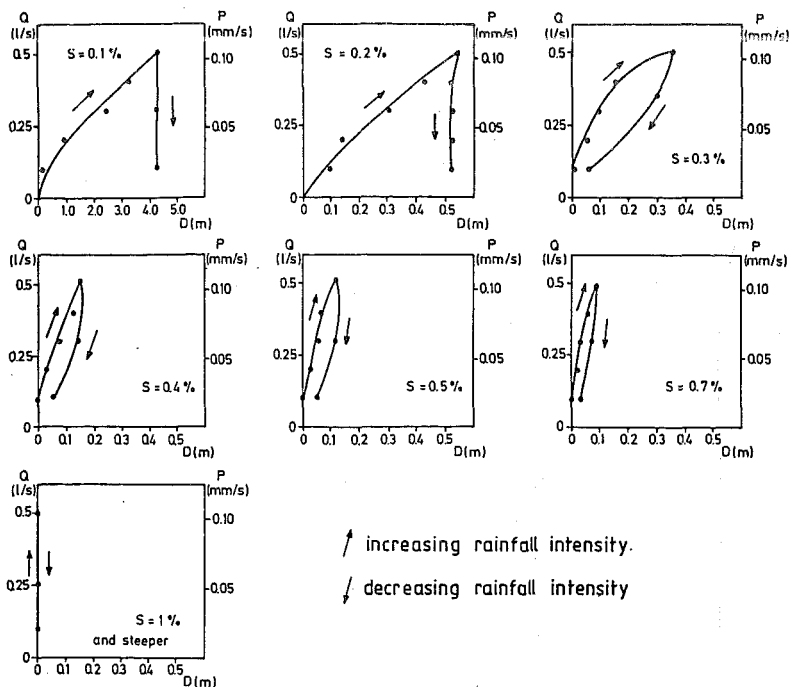 Q
(l/s)
S = 0.1 %
P
(mm/s)
0.5
0.25
0
0.10
0.05
0 1.0 2.0 3.0 4.0 5.0
D(m)
Q
(l/s)
S = 0.2 %
P
(mm/s)
0.5
0.25
0
0.10
0.05
0 0.1 0.2 0.3 0.4 0.5
D(m)
Q
(l/s)
P
(mm/s)
0.5
0.25
0
0.10
0.05
S = 0.3 %
0 0.1 0.2 0.3 0.4 0.5
D(m)
Q
(l/s)
P
(mm/s)
0.5
0.25
0
0.10
0.05
S = 0.4 %
0 0.1 0.2 0.3 0.4 0.5
D(m)
Q
(l/s)
P
(mm/s)
0.5
0.25
0
0.10
0.05
S = 0.5 %
0 0.1 0.2 0.3 0.4 0.5
D(m)
Q
(l/s)
P
(mm/s)
0.5
0.25
0
0.10
0.05
S = 0.7 %
0 0.1 0.2 0.3 0.4 0.5
D(m)
Q
(l/s)
P
(mm/s)
0.5
0.25
0
0.10
0.05
S = 1 %
and steeper
0 0.1 0.2 0.3 0.4 0.5
D(m)
increasing rainfall intensity.
decreasing rainfall intensity